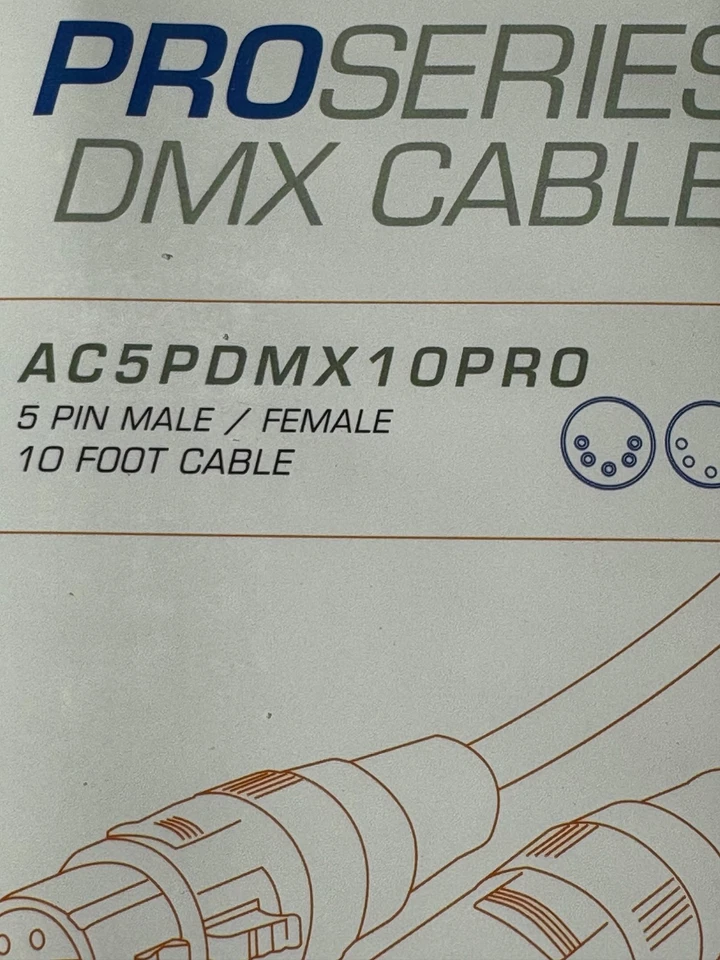 PROSERIES
DMX CABLE
AC5PDMX10PRO
5 PIN MALE / FEMALE
10 FOOT CABLE